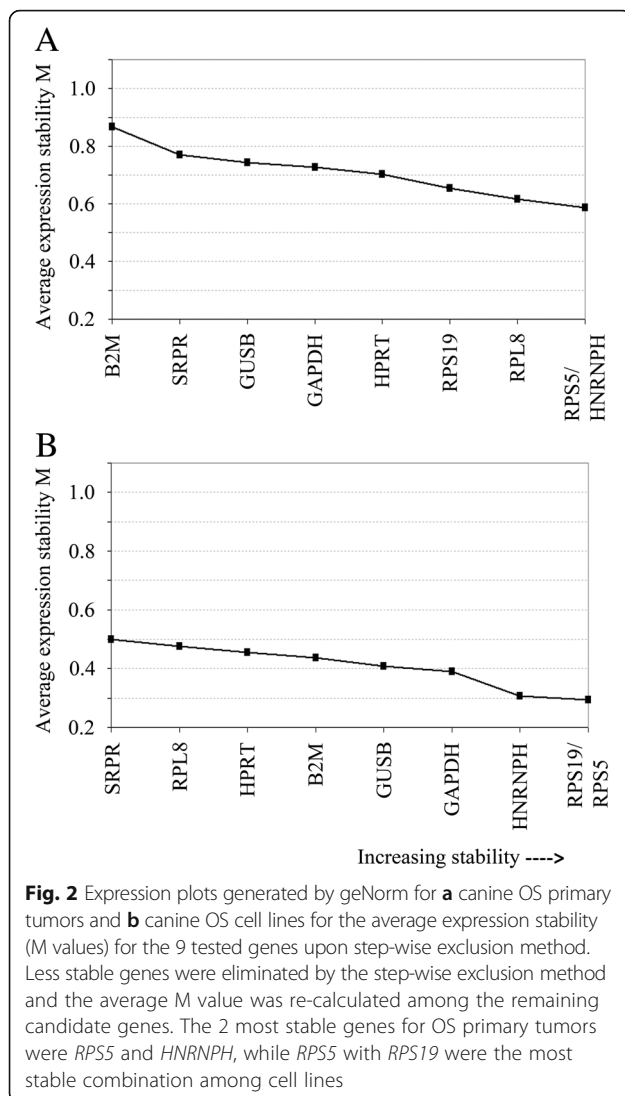 A
Average expression stability M
1.0
0.8
0.6
0.4
0.2
B2M
SRPR
GUSB
GAPDH
HPRT
RPS19
RPL8
RPS5/
HNRNPH
B
Average expression stability M
1.0
0.8
0.6
0.4
0.2
SRPR
RPL8
HPRT
B2M
GUSB
GAPDH
HNRNPH
RPS19/
RPS5
Increasing stability ---->
Fig. 2 Expression plots generated by geNorm for a canine OS primary
tumors and b canine OS cell lines for the average expression stability
(M values) for the 9 tested genes upon step-wise exclusion method.
Less stable genes were eliminated by the step-wise exclusion method
and the average M value was re-calculated among the remaining
candidate genes. The 2 most stable genes for OS primary tumors
were RPS5 and HNRNPH, while RPS5 with RPS19 were the most
stable combination among cell lines